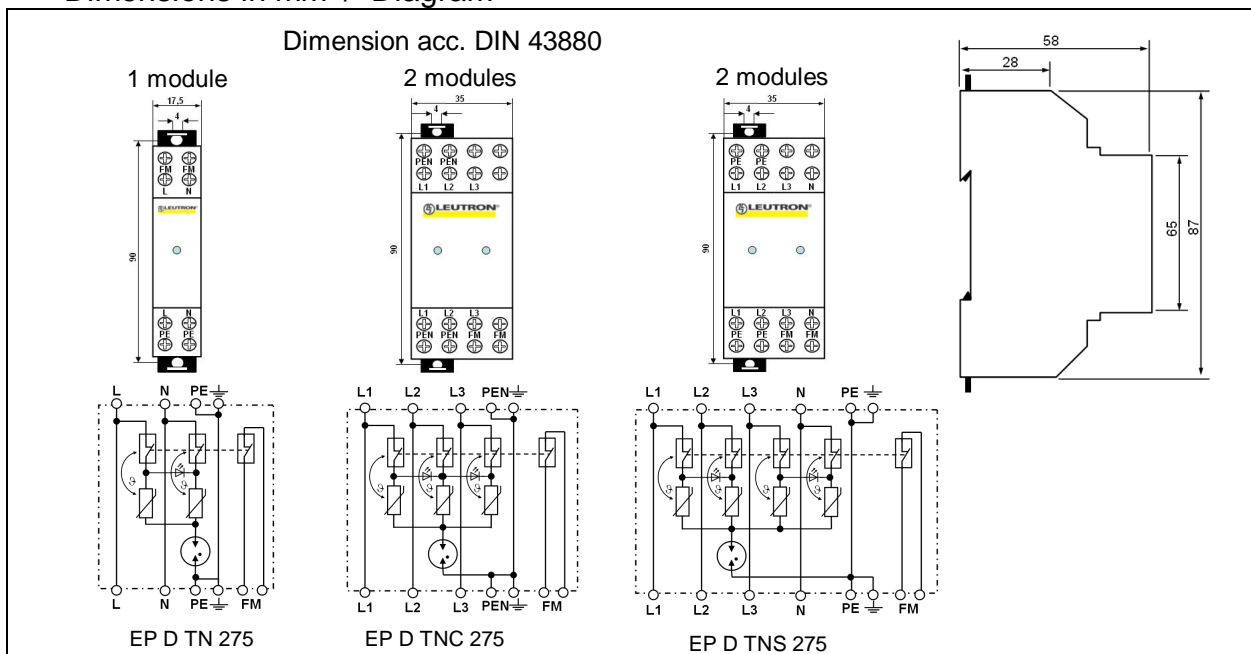 Dimensions in mm / Diagram
Dimension acc. DIN 43880
1 module
17,5
4
90
FM FM
L N
LEUTRON®
L N
PE PE
2 modules
35
4
90
PEN PEN
L1 L2 L3
LEUTRON®
L1 L2 L3
PEN PEN FM FM
2 modules
35
4
90
PE PE
L1 L2 L3 N
LEUTRON®
L1 L2 L3 N
PE PE FM FM
58
28
65
87
L N PE
ϑ ϑ
L N PE FM
EP D TN 275
L1 L2 L3 PEN
ϑ ϑ
L1 L2 L3 PEN FM
EP D TNC 275
L1 L2 L3 N PE
ϑ ϑ ϑ
L1 L2 L3 N PE FM
EP D TNS 275